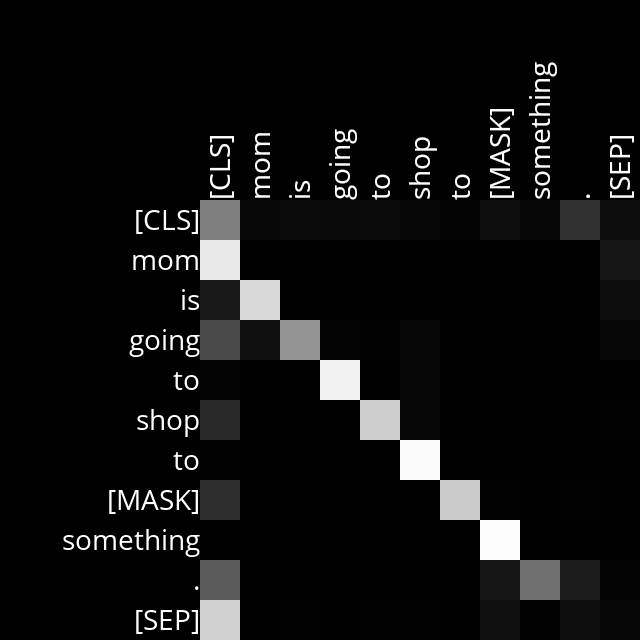 [CLS] mom is going to shop to [MASK] something . [SEP]
[CLS]
mom
is
going
to
shop
to
[MASK]
something
.
[SEP]